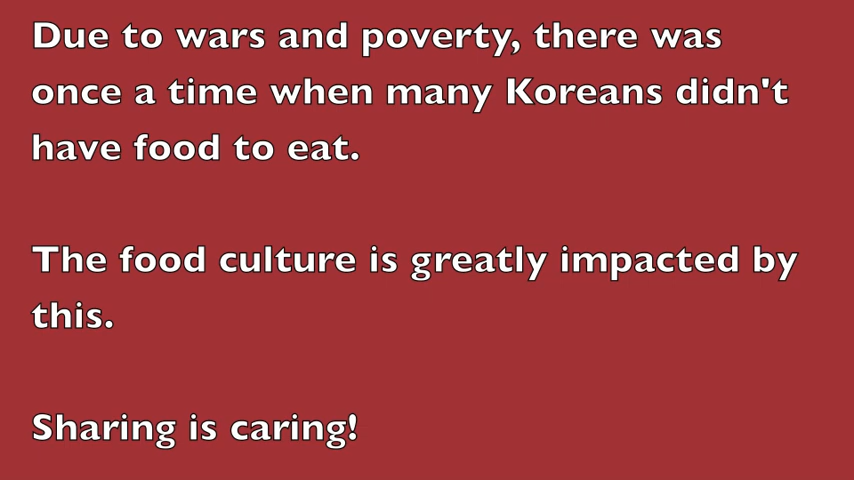 Due to wars and poverty, there was
once a time when many Koreans didn't
have food to eat.
The food culture is greatly impacted by
this.
Sharing is caring!